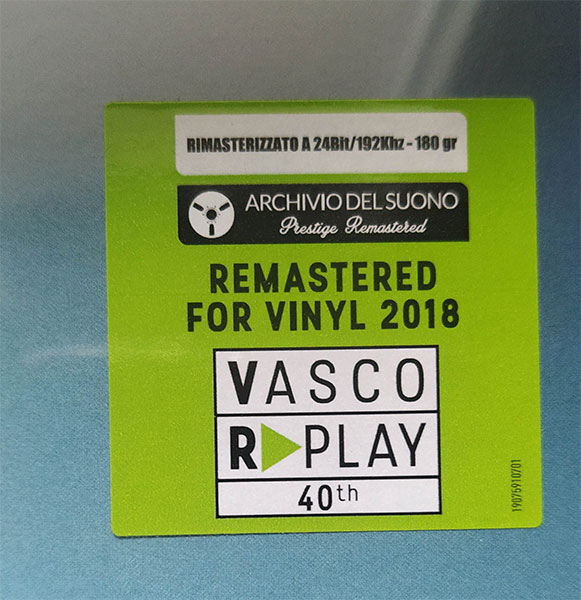 RIMASTERIZZATO A 24Bit/192Khz - 180 gr
ARCHIVIO DEL SUONO
Prestige Remastered
REMASTERED
FOR VINYL 2018
VASCO
R PLAY
40th
19075910701